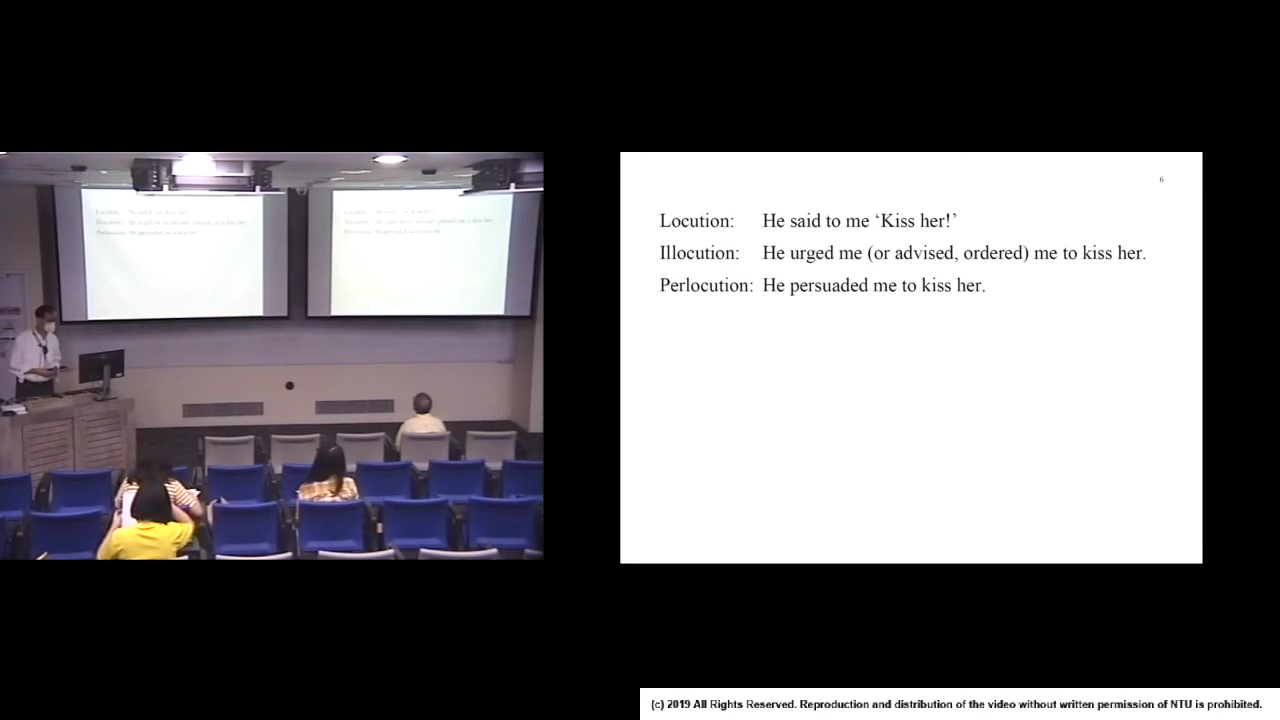 6
Locution: He said to me ‘Kiss her!’
Illocution: He urged me (or advised, ordered) me to kiss her.
Perlocution: He persuaded me to kiss her.
(c) 2019 All Rights Reserved. Reproduction and distribution of the video without written permission of NTU is prohibited.